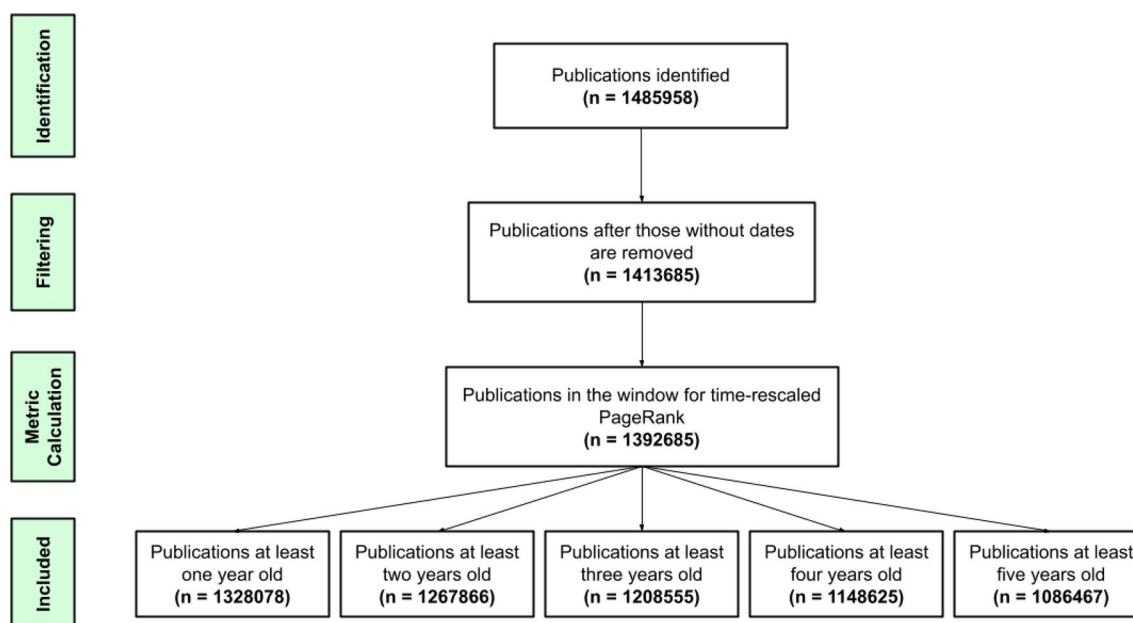 Identification
Publications identified
(n = 1485958)
Filtering
Publications after those without dates
are removed
(n = 1413685)
Metric
Calculation
Publications in the window for time-rescaled
PageRank
(n = 1392685)
Included
Publications at least
one year old
(n = 1328078)
Publications at least
two years old
(n = 1267866)
Publications at least
three years old
(n = 1208555)
Publications at least
four years old
(n = 1148625)
Publications at least
five years old
(n = 1086467)